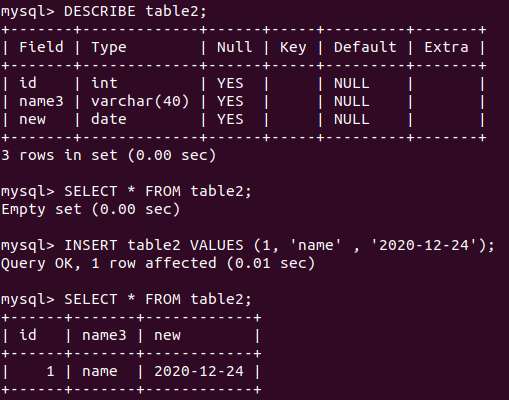 mysql> DESCRIBE table2;
+-------+-------------+------+-----+---------+-------+
| Field | Type        | Null | Key | Default | Extra |
+-------+-------------+------+-----+---------+-------+
| id    | int         | YES  |     | NULL    |       |
| name3 | varchar(40) | YES  |     | NULL    |       |
| new   | date        | YES  |     | NULL    |       |
+-------+-------------+------+-----+---------+-------+
3 rows in set (0.00 sec)

mysql> SELECT * FROM table2;
Empty set (0.00 sec)

mysql> INSERT table2 VALUES (1, 'name' , '2020-12-24');
Query OK, 1 row affected (0.01 sec)

mysql> SELECT * FROM table2;
+------+-------+------------+
| id   | name3 | new        |
+------+-------+------------+
|    1 | name  | 2020-12-24 |
+------+-------+------------+